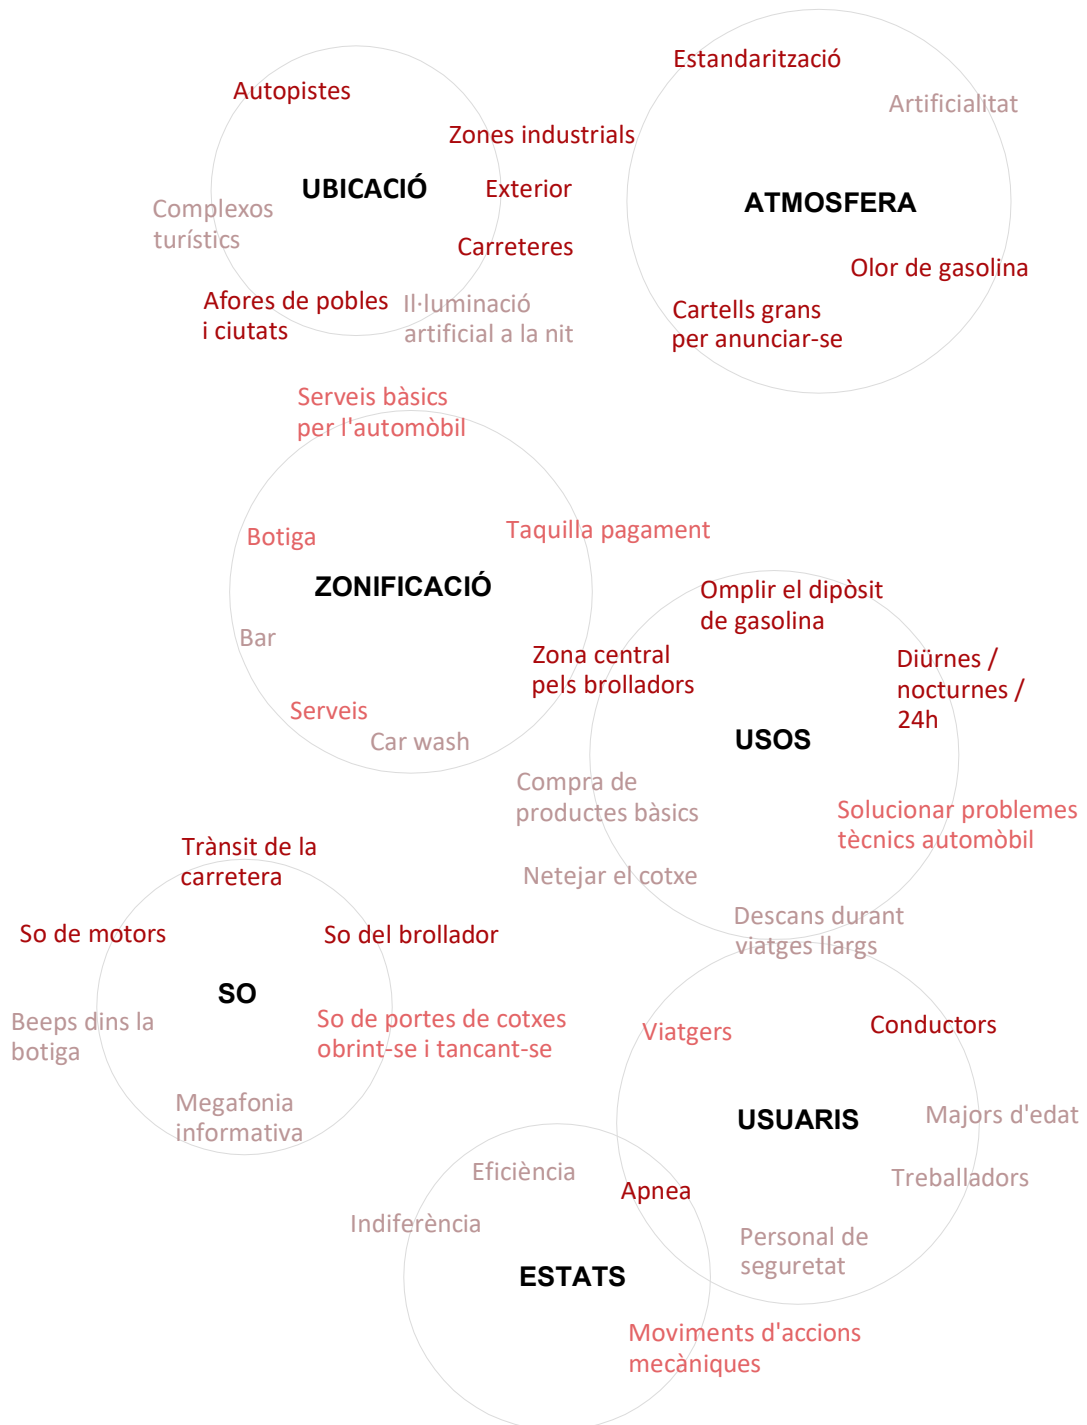 Autopistes
Zones industrials
UBICACIÓ
Exterior
Complexos
turístics
Carreteres
Afores de pobles
i ciutats
Il·luminació
artificial a la nit
Estandarització
Artificialitat
ATMOSFERA
Olor de gasolina
Cartells grans
per anunciar-se
Serveis bàsics
per l'automòbil
Botiga
Taquilla pagament
ZONIFICACIÓ
Bar
Zona central
pels brolladors
Serveis
Car wash
Omplir el dipòsit
de gasolina
Diürnes /
nocturnes /
24h
USOS
Compra de
productes bàsics
Solucionar problemes
tècnics automòbil
Netejar el cotxe
Descans durant
viatges llargs
Trànsit de la
carretera
So de motors
So del brollador
SO
Beeps dins la
botiga
So de portes de cotxes
obrint-se i tancant-se
Megafonia
informativa
Viatgers
Conductors
USUARIS
Majors d'edat
Treballadors
Personal de
seguretat
Eficiència
Apnea
Indiferència
ESTATS
Moviments d'accions
mecàniques